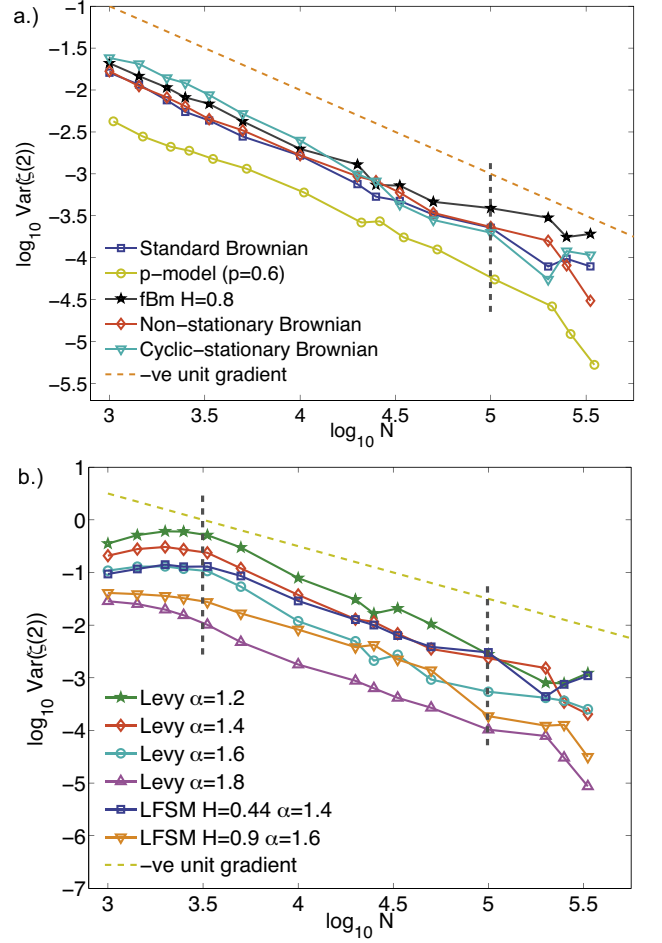 a.)
-1
-1.5
-2
-2.5
-3
-3.5
-4
-4.5
-5
-5.5
log10 Var(ζ(2))
Standard Brownian
p-model (p=0.6)
fBm H=0.8
Non-stationary Brownian
Cyclic-stationary Brownian
-ve unit gradient
3 3.5 4 4.5 5 5.5
log10 N
b.)
1
0
-1
-2
-3
-4
-5
-6
-7
log10 Var(ζ(2))
Levy α=1.2
Levy α=1.4
Levy α=1.6
Levy α=1.8
LFSM H=0.44 α=1.4
LFSM H=0.9 α=1.6
-ve unit gradient
3 3.5 4 4.5 5 5.5
log10 N